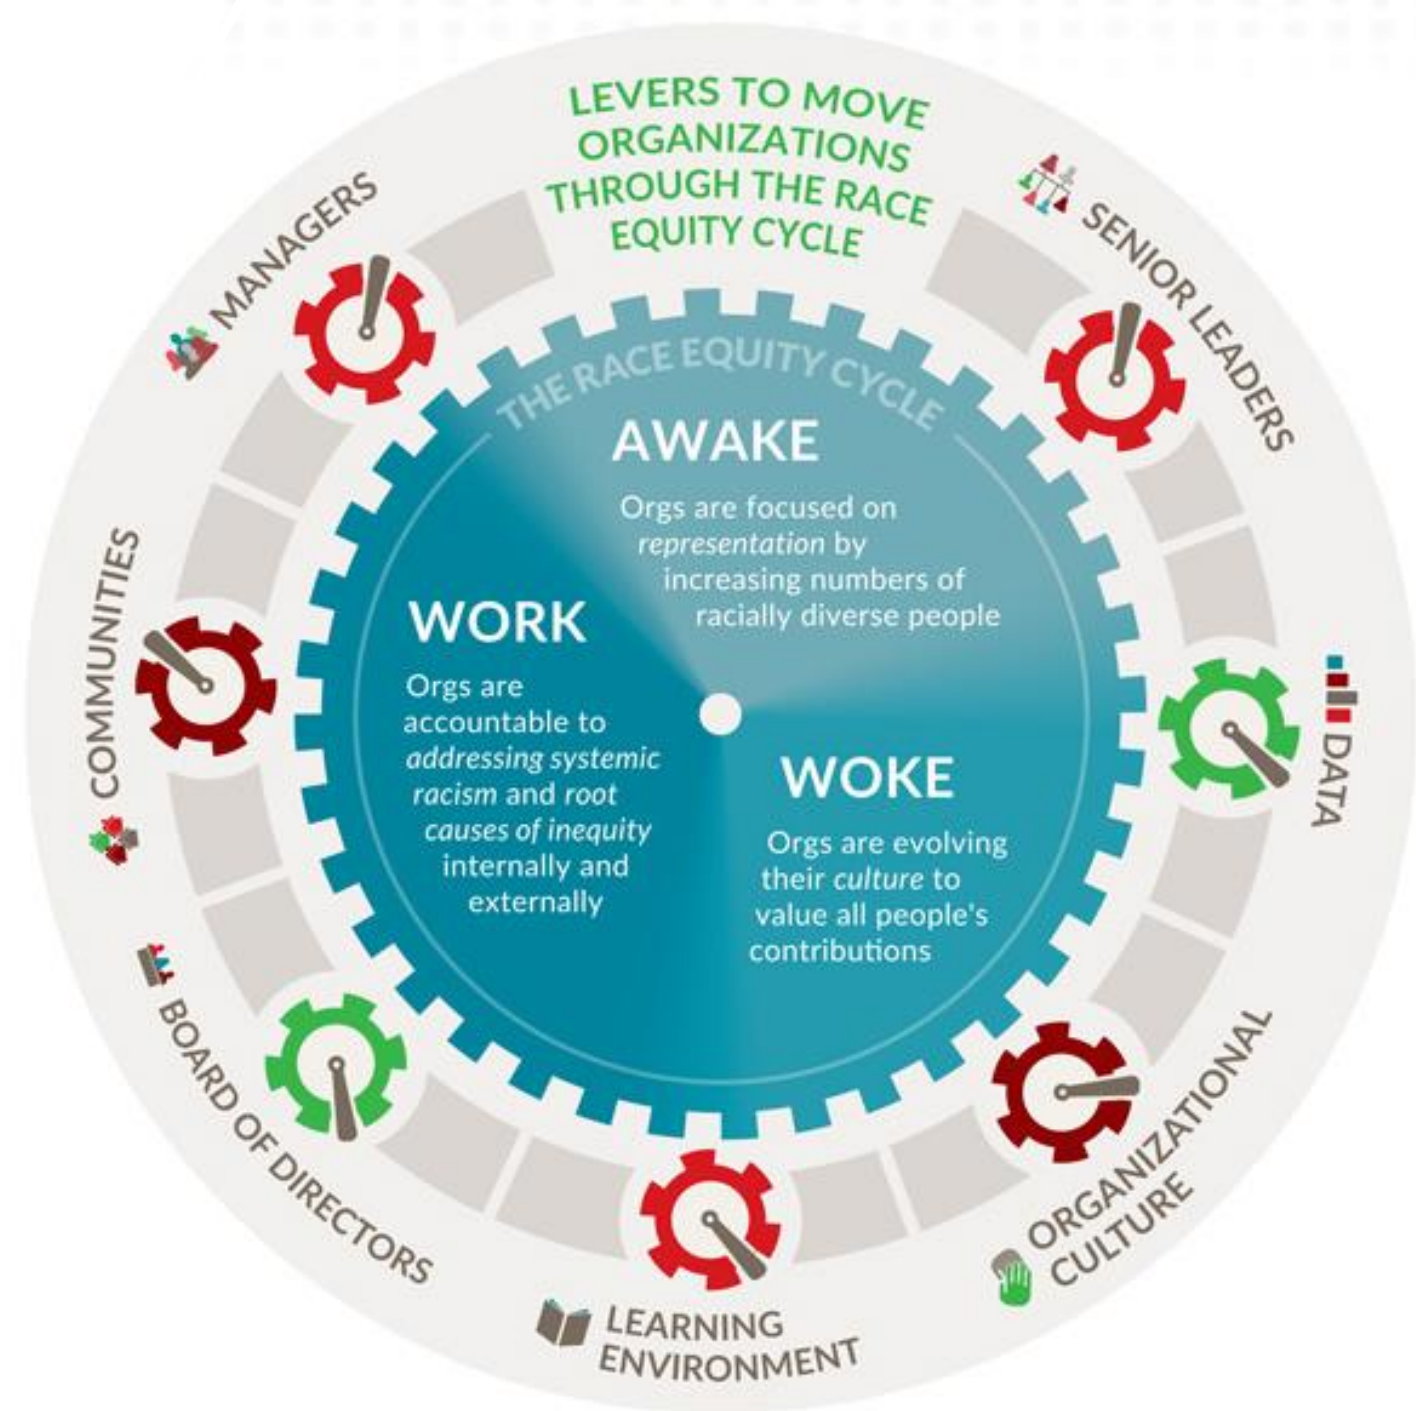 LEVERS TO MOVE
ORGANIZATIONS
THROUGH THE RACE
EQUITY CYCLE
SENIOR LEADERS
DATA
ORGANIZATIONAL
CULTURE
LEARNING
ENVIRONMENT
BOARD OF DIRECTORS
COMMUNITIES
MANAGERS
THE RACE EQUITY CYCLE
AWAKE
Orgs are focused on
representation by
increasing numbers of
racially diverse people
WOKE
Orgs are evolving
their culture to
value all people's
contributions
WORK
Orgs are
accountable to
addressing systemic
racism and root
causes of inequity
internally and
externally